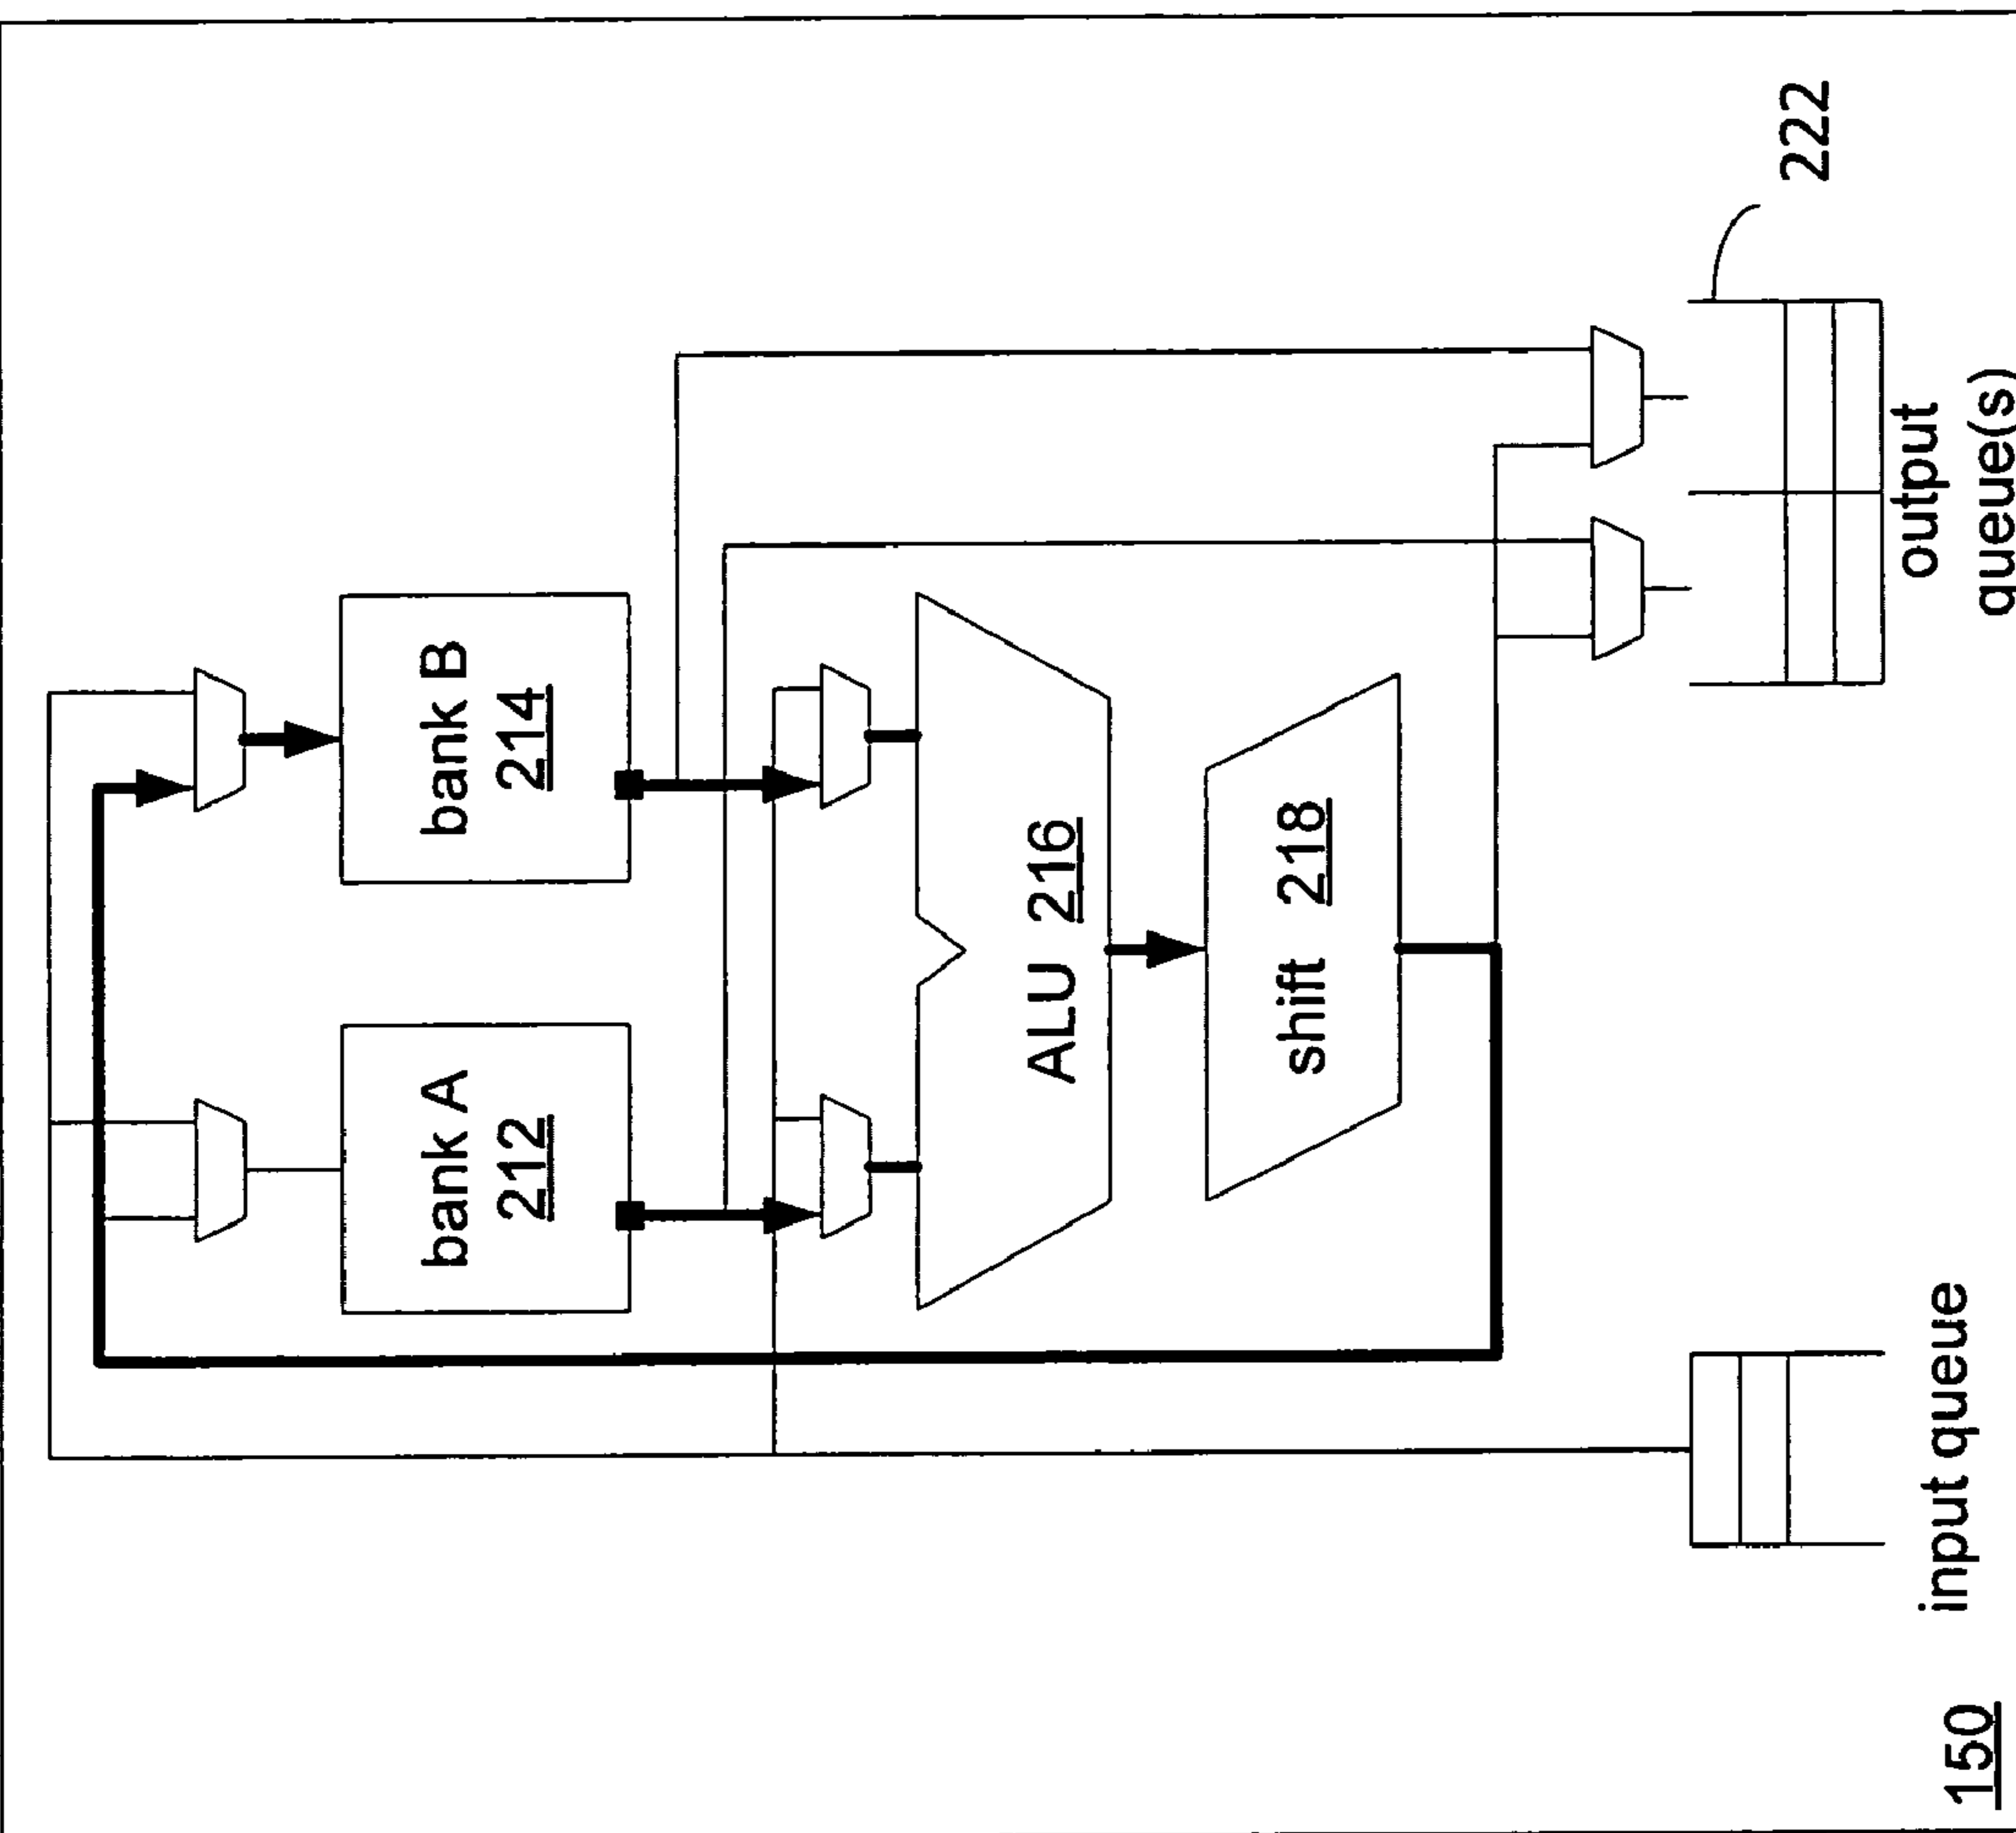 bank A
212
bank B
214
ALU 216
shift 218
222
input queue
output
queue(s)
150